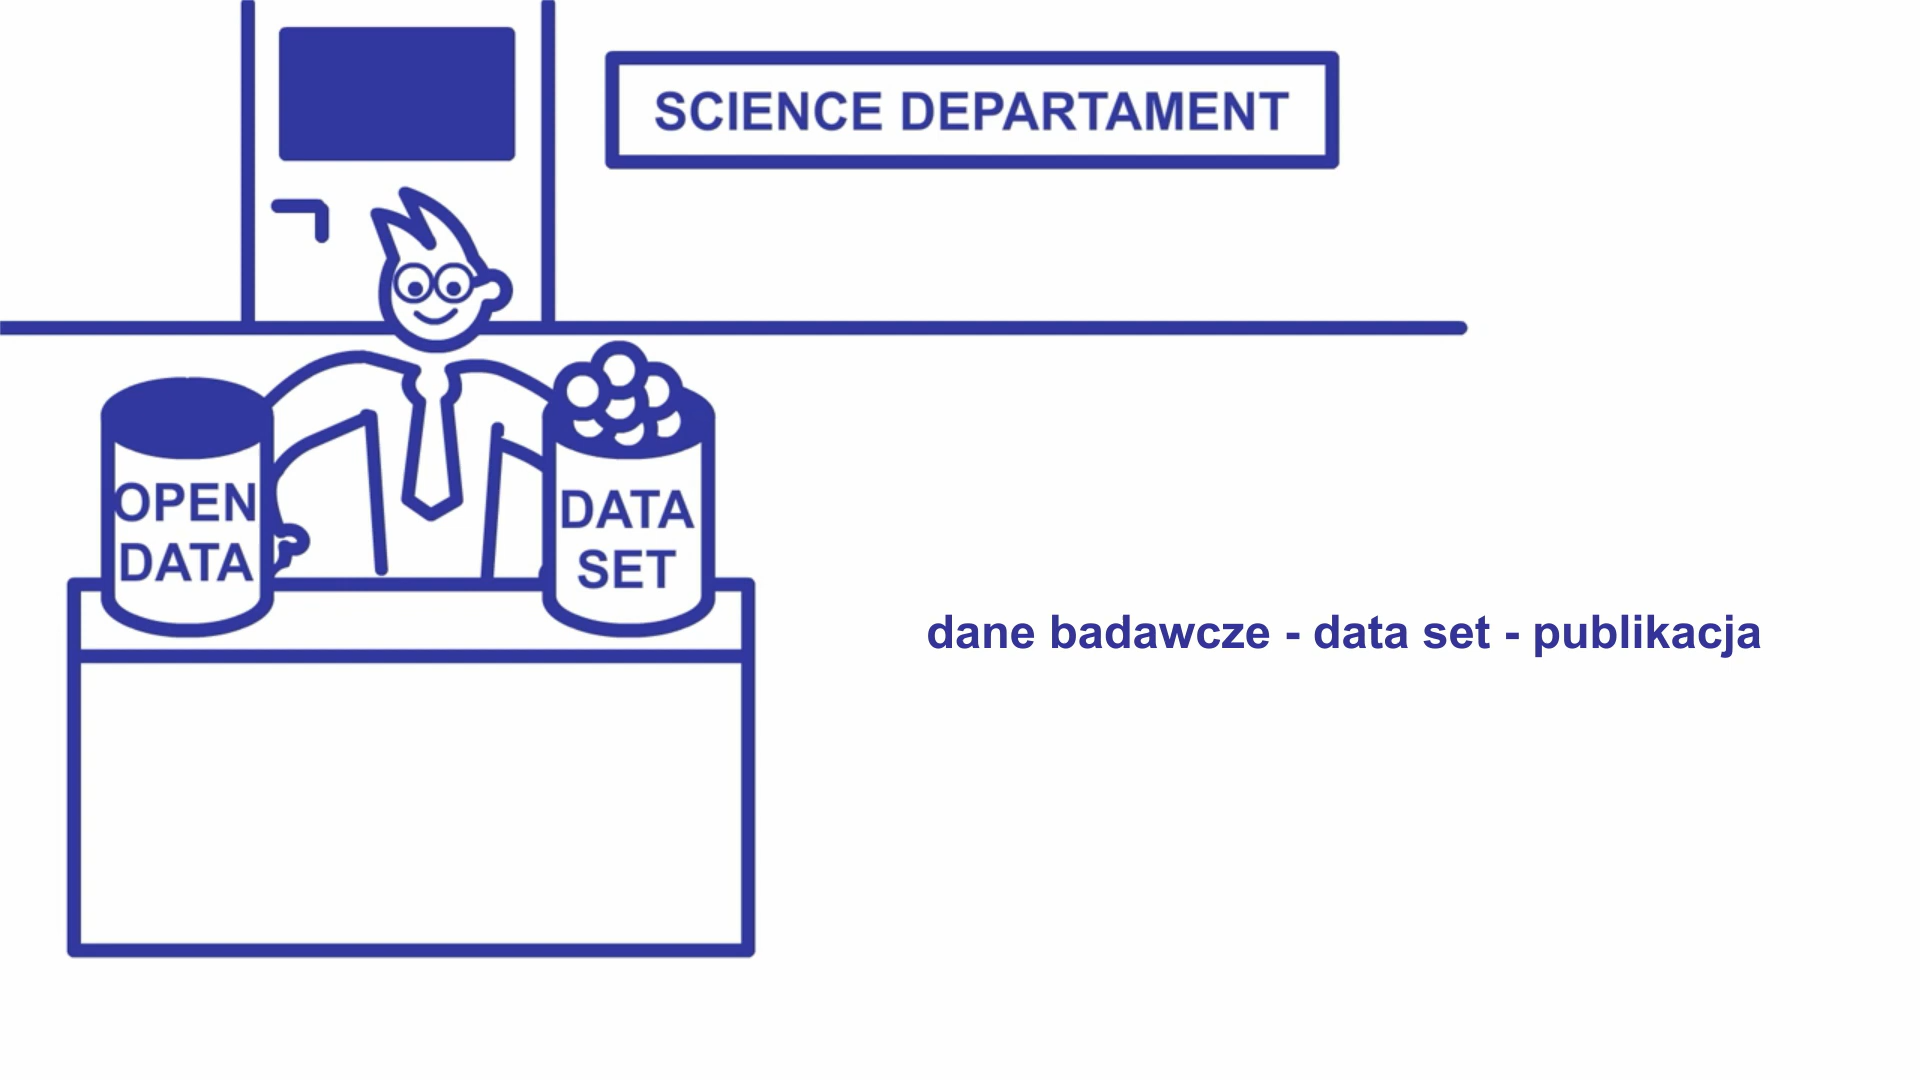 SCIENCE DEPARTAMENT
OPEN
DATA
DATA
SET
dane badawcze - data set - publikacja